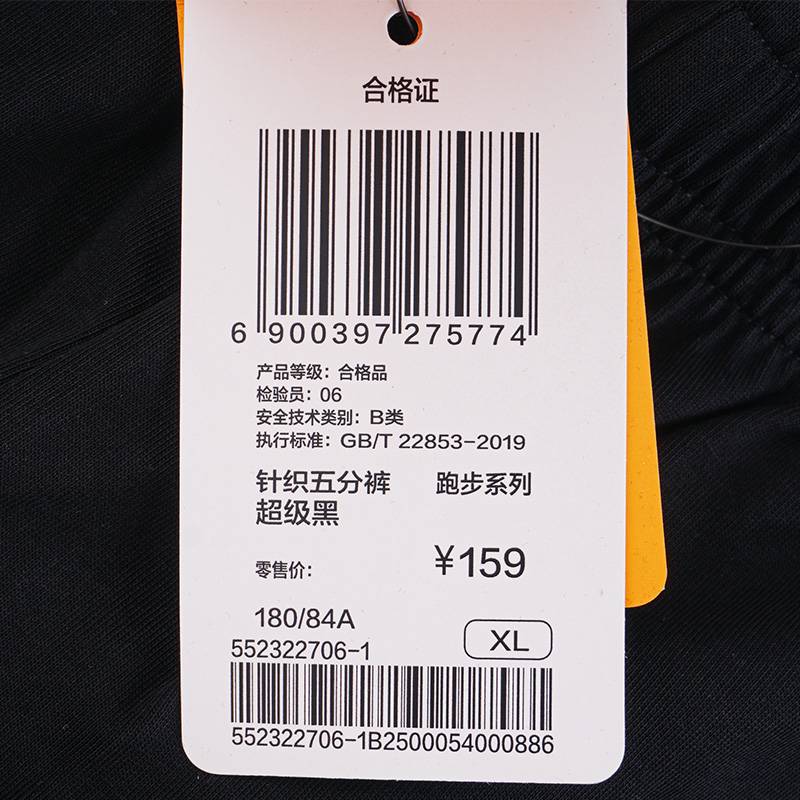 合格证
6 900397 275774
产品等级：合格品
检验员：06
安全技术类别：B类
执行标准：GB/T 22853-2019
针织五分裤 跑步系列
超级黑
零售价： ¥159
180/84A
552322706-1 XL
552322706-1B2500054000886